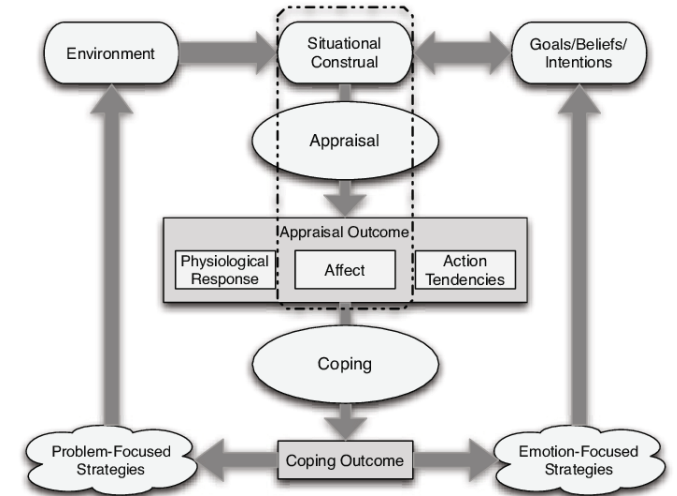 Environment
Situational
Construal
Goals/Beliefs/
Intentions
Appraisal
Appraisal Outcome
Physiological
Response
Affect
Action
Tendencies
Coping
Problem-Focused
Strategies
Coping Outcome
Emotion-Focused
Strategies